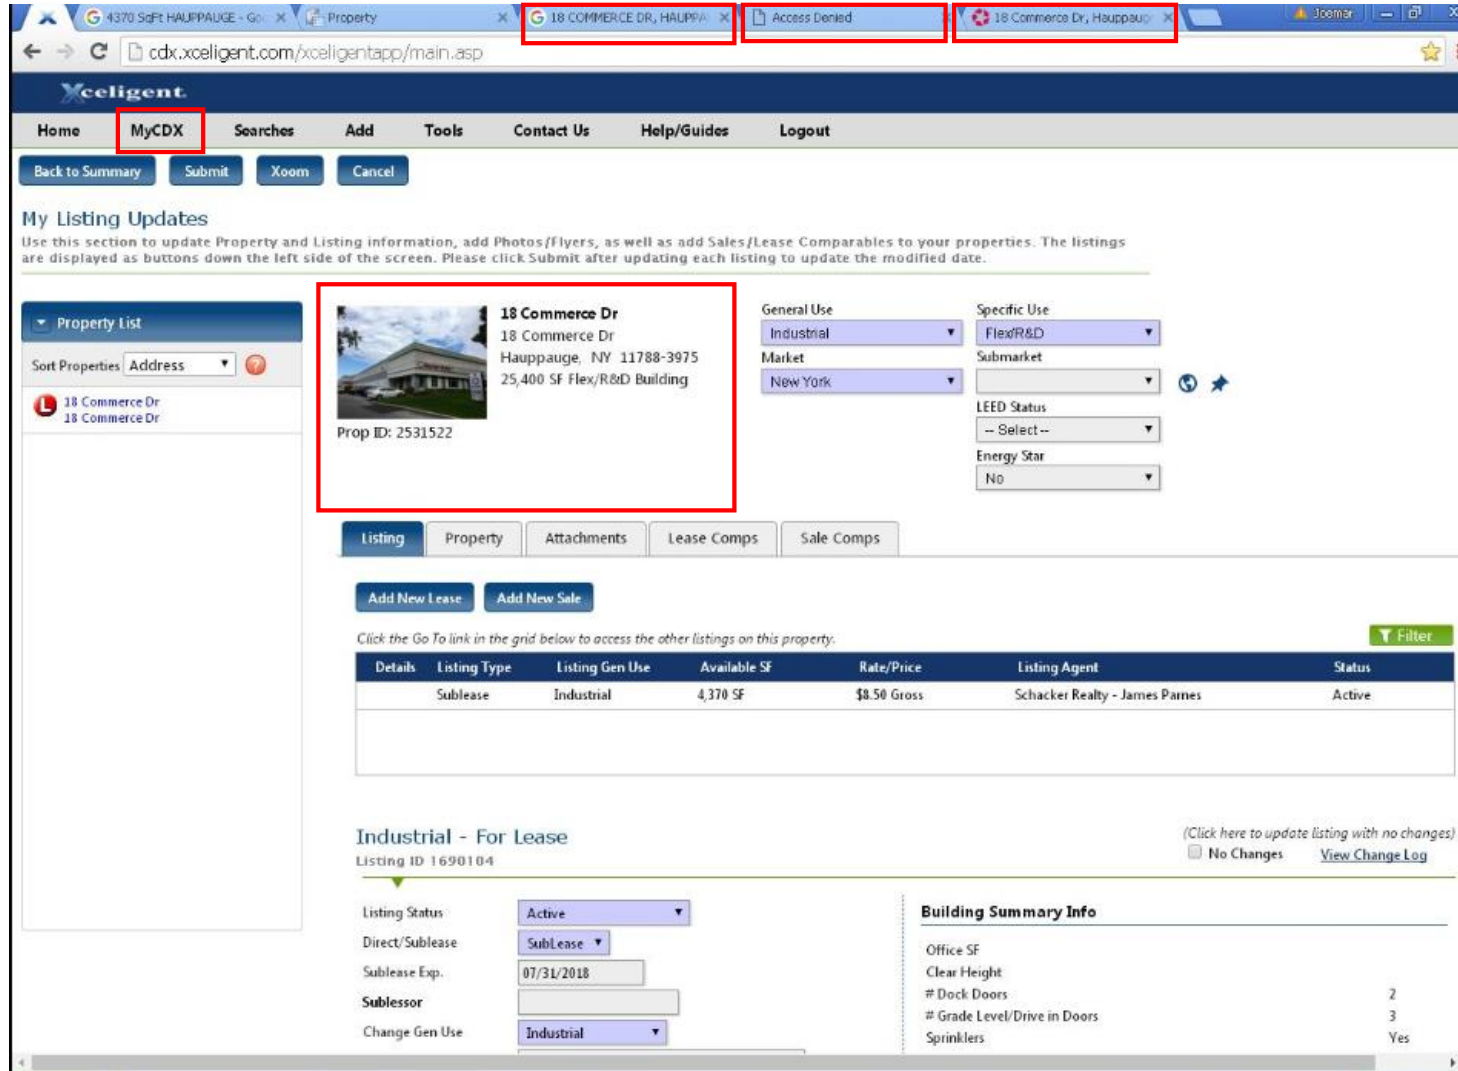 4370 SqFt HAUPPAUGE - Go
Property
18 COMMERCE DR, HAUPPA
Access Denied
18 Commerce Dr, Hauppaug
Joemar
cdx.xceligent.com/xceligentapp/main.asp
Xceligent
Home MyCDX Searches Add Tools Contact Us Help/Guides Logout
Back to Summary Submit Xoom Cancel
My Listing Updates
Use this section to update Property and Listing information, add Photos/Flyers, as well as add Sales/Lease Comparables to your properties. The listings
are displayed as buttons down the left side of the screen. Please click Submit after updating each listing to update the modified date.
Property List
Sort Properties Address ?
L 18 Commerce Dr
18 Commerce Dr
18 Commerce Dr
18 Commerce Dr
Hauppauge, NY 11788-3975
25,400 SF Flex/R&D Building
Prop ID: 2531522
General Use Specific Use
Industrial Flex/R&D
Market Submarket
New York
LEED Status
-- Select --
Energy Star
No
Listing Property Attachments Lease Comps Sale Comps
Add New Lease Add New Sale
Click the Go To link in the grid below to access the other listings on this property.
Filter
Details Listing Type Listing Gen Use Available SF Rate/Price Listing Agent Status
Sublease Industrial 4,370 SF $8.50 Gross Schacker Realty - James Parnes Active
Industrial - For Lease
Listing ID 1690104
(Click here to update listing with no changes)
No Changes View Change Log
Listing Status Active
Direct/Sublease SubLease
Sublease Exp. 07/31/2018
Sublessor
Change Gen Use Industrial
Building Summary Info
Office SF
Clear Height
# Dock Doors 2
# Grade Level/Drive in Doors 3
Sprinklers Yes